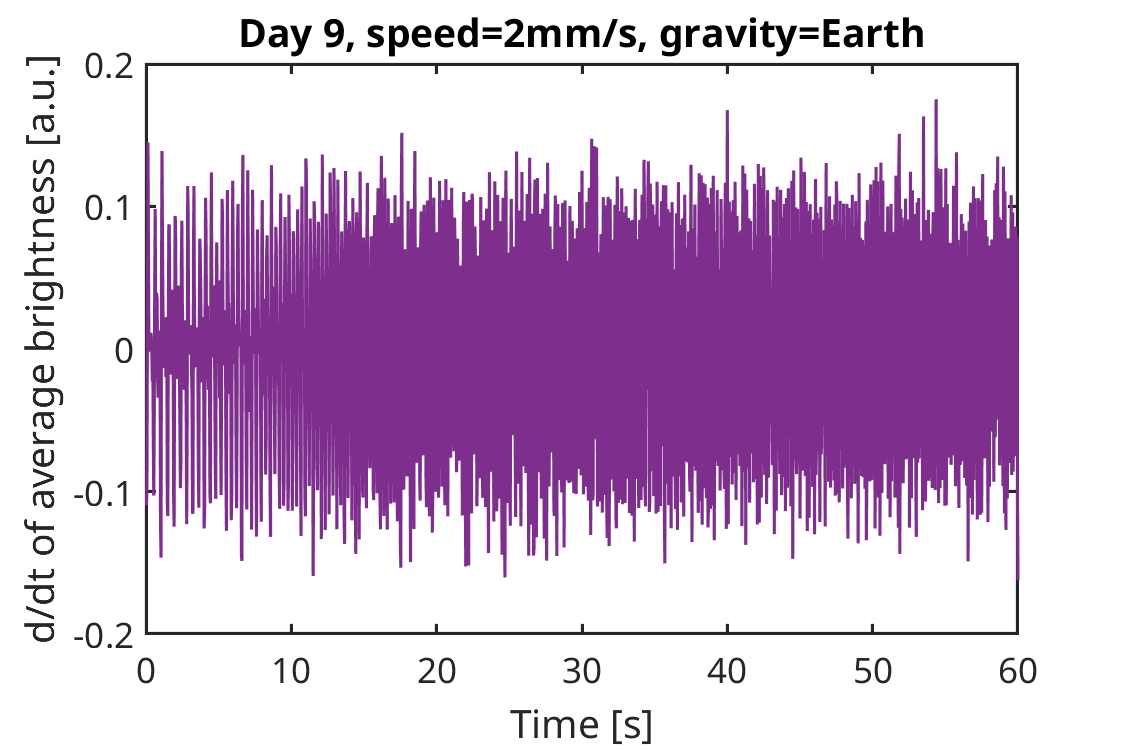 Day 9, speed=2mm/s, gravity=Earth
d/dt of average brightness [a.u.]
0.2
0.1
0
-0.1
-0.2
0 10 20 30 40 50 60
Time [s]